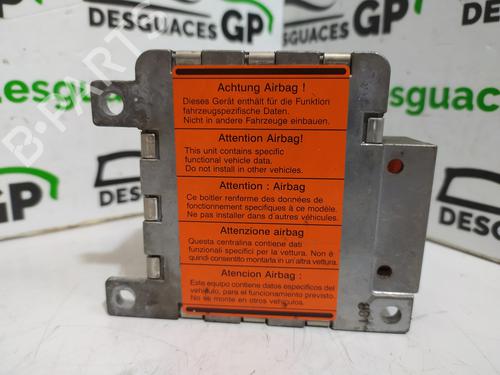 DESGUACES GP
DESGUACES GP
Desguaces
B-PARTS
Achtung Airbag !
Dieses Gerät enthält für die Funktion
fahrzeugspezifische Daten.
Nicht in andere Fahrzeuge einbauen.
Attention Airbag!
This unit contains specific
functional vehicle data.
Do not install in other vehicles.
Attention : Airbag
Ce boîtier renferme des données de
fonctionnement spécifiques à ce modèle.
Ne pas installer dans d'autres véhicules.
Attenzione airbag
Questa centralina contiene dati
funzionali specifici per la vettura. Non è
quindi consentito montarla in un'altra vettura.
Atencion Airbag :
Este equipo contiene datos especificos del
vehiculo, para el funcionamiento previsto.
No se monte en otros vehiculos.
DESGUACES GP